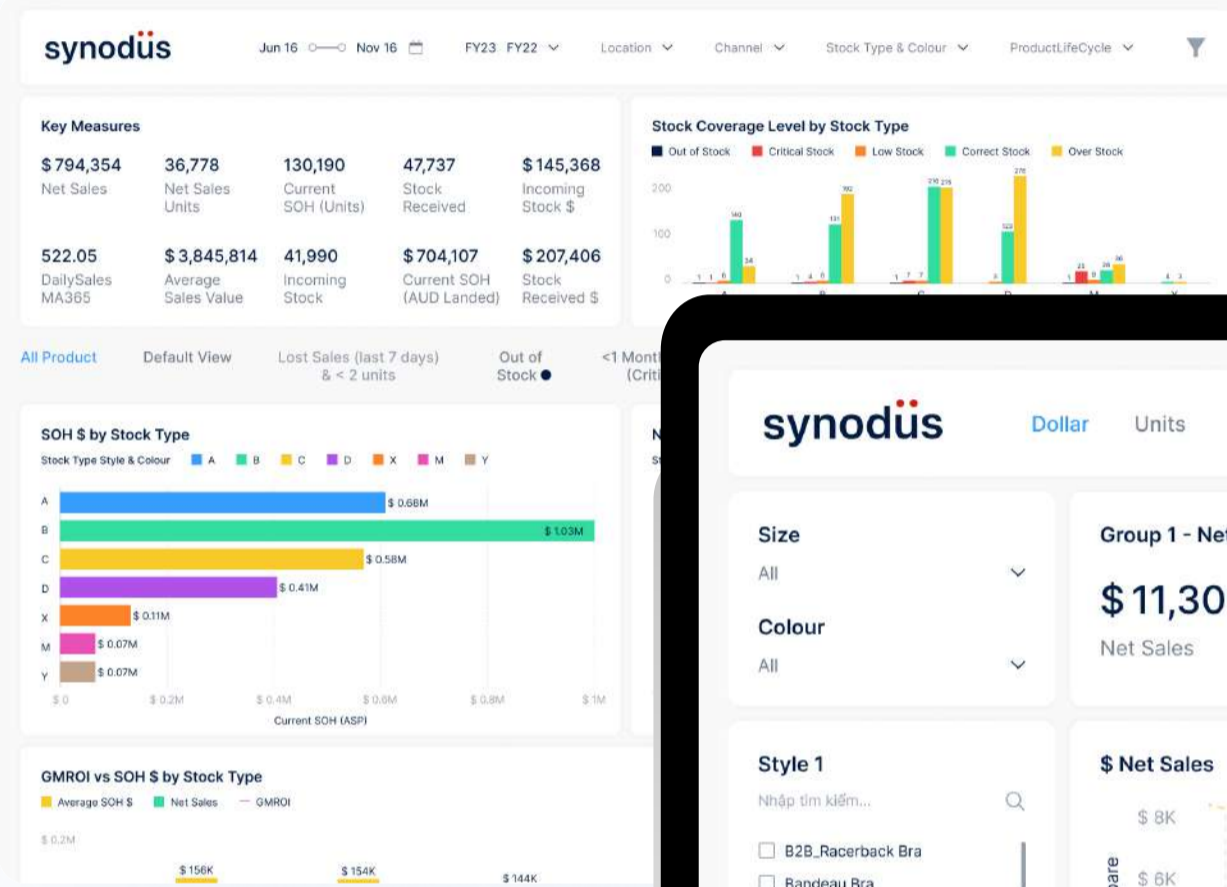 synodüs
Jun 16 Nov 16
FY23 FY22
Location
Channel
Stock Type & Colour
ProductLifeCycle
Key Measures
$ 794,354
Net Sales
36,778
Net Sales
Units
130,190
Current
SOH (Units)
47,737
Stock
Received
$ 145,368
Incoming
Stock $
522.05
DailySales
MA365
$ 3,845,814
Average
Sales Value
41,990
Incoming
Stock
$ 704,107
Current SOH
(AUD Landed)
$ 207,406
Stock
Received $
Stock Coverage Level by Stock Type
Out of Stock Critical Stock Low Stock Correct Stock Over Stock
200
100
0
All Product
Default View
Lost Sales (last 7 days)
& < 2 units
Out of
Stock
SOH $ by Stock Type
Stock Type Style & Colour A B C D X M Y
A $ 0.68M
B $ 1.03M
C $ 0.58M
D $ 0.41M
X $ 0.11M
M $ 0.07M
Y $ 0.07M
$ 0 $ 0.2M $ 0.4M $ 0.6M $ 0.8M $ 1M
Current SOH (ASP)
GMROI vs SOH $ by Stock Type
Average SOH $ Net Sales GMROI
$ 0.2M
$ 156K
$ 154K
$ 144K
synodüs
Dollar
Units
Size
All
Colour
All
Group 1 - Net
$ 11,30
Net Sales
Style 1
Nhập tìm kiếm...
B2B_Racerback Bra
Bandeau Bra
$ Net Sales
$ 8K
$ 6K